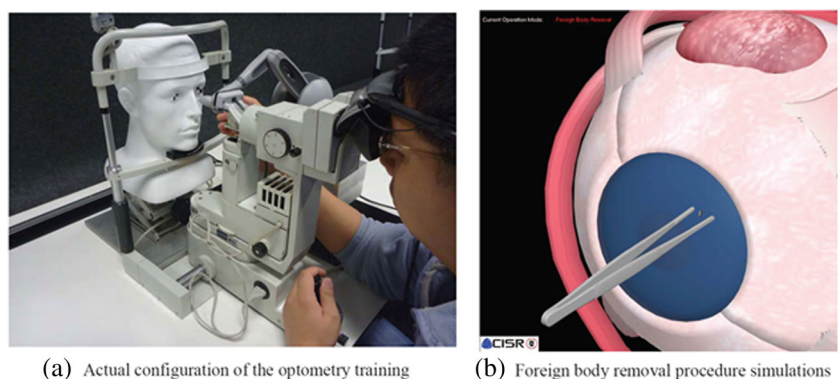 Current Operation Mode: Foreign Body Removal
CISR
(a) Actual configuration of the optometry training
(b) Foreign body removal procedure simulations